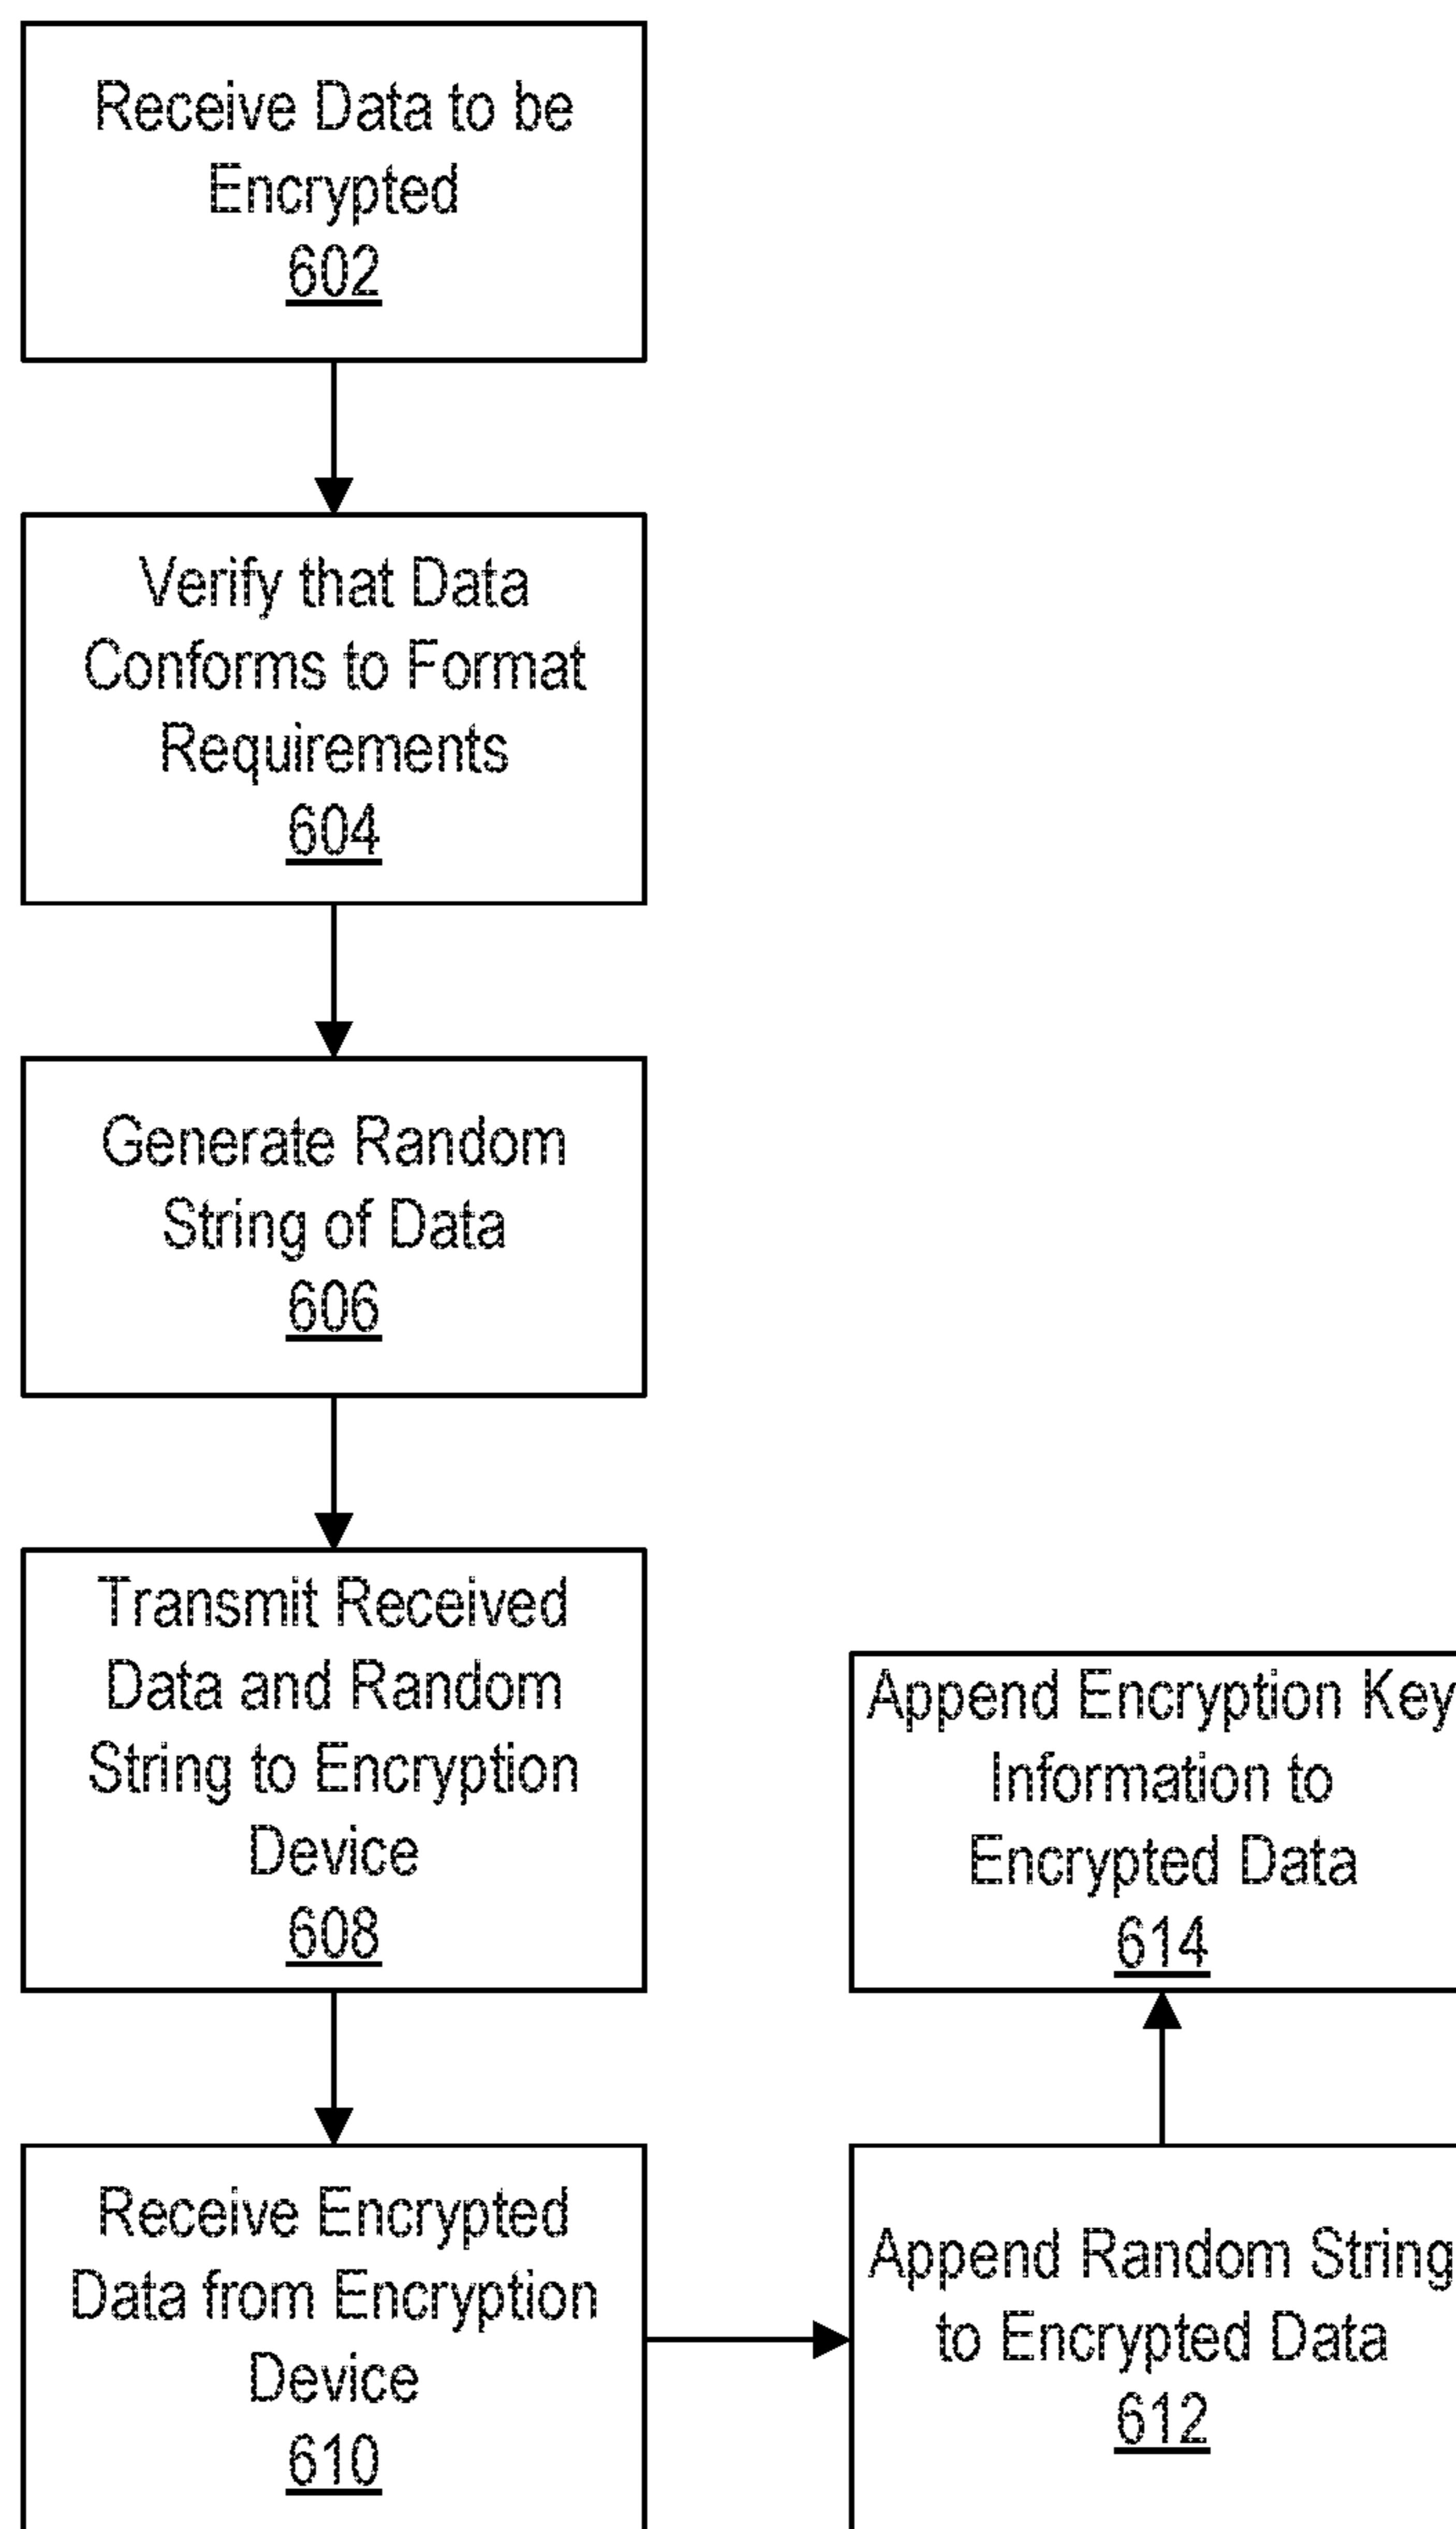 Receive Data to be
Encrypted
602
Verify that Data
Conforms to Format
Requirements
604
Generate Random
String of Data
606
Transmit Received
Data and Random
String to Encryption
Device
608
Receive Encrypted
Data from Encryption
Device
610
Append Random String
to Encrypted Data
612
Append Encryption Key
Information to
Encrypted Data
614